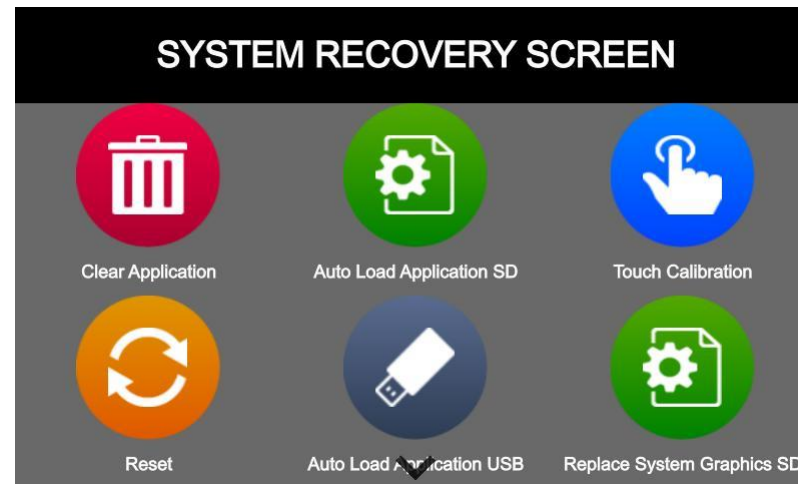 SYSTEM RECOVERY SCREEN
Clear Application
Auto Load Application SD
Touch Calibration
Reset
Auto Load Application USB
Replace System Graphics SD